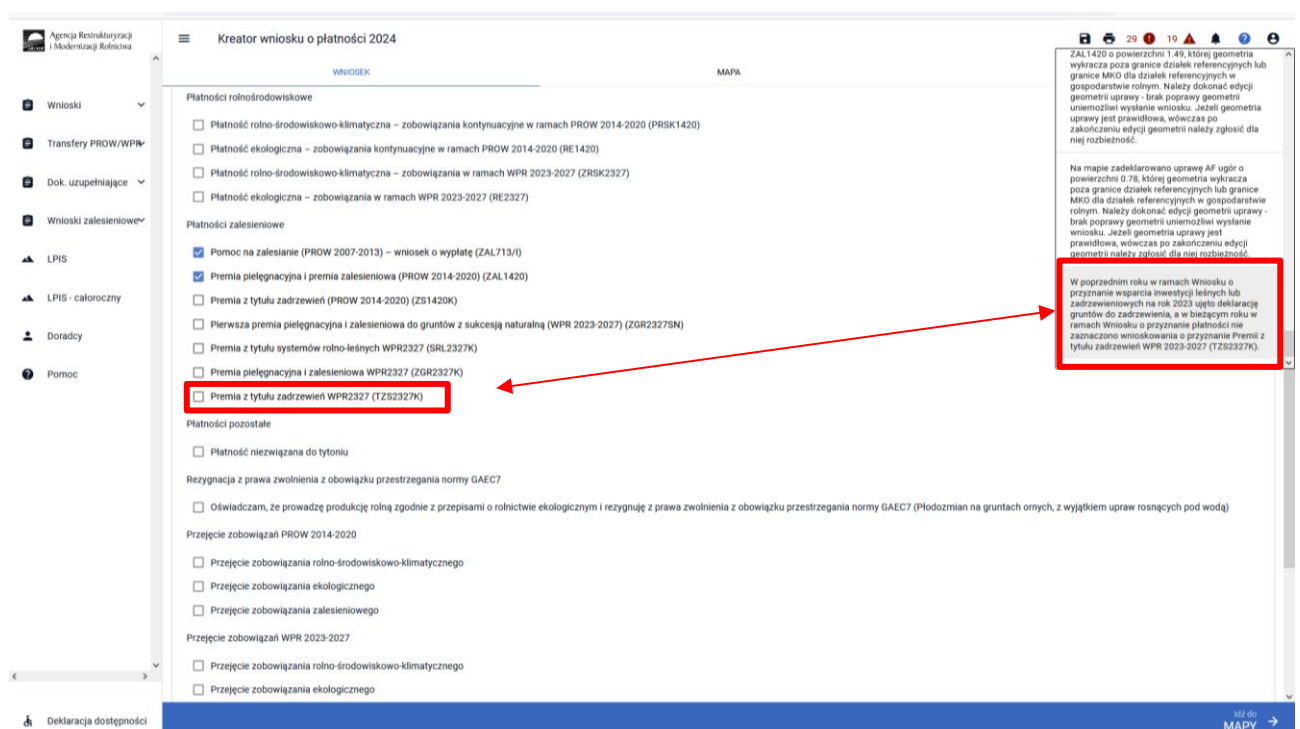 Agencja Restrukturyzacji
i Modernizacji Rolnictwa
Kreator wniosku o płatności 2024
29
19
WNIOSEK
MAPA
Wnioski
Transfery PROW/WPR
Dok. uzupełniające
Wnioski zalesieniowe
LPIS
LPIS - całoroczny
Doradcy
Pomoc
Deklaracja dostępności
Płatności rolnośrodowiskowe
Płatność rolno-środowiskowo-klimatyczna – zobowiązania kontynuacyjne w ramach PROW 2014-2020 (PRSK1420)
Płatność ekologiczna – zobowiązania kontynuacyjne w ramach PROW 2014-2020 (RE1420)
Płatność rolno-środowiskowo-klimatyczna – zobowiązania w ramach WPR 2023-2027 (ZRSK2327)
Płatność ekologiczna – zobowiązania w ramach WPR 2023-2027 (RE2327)
Płatności zalesieniowe
Pomoc na zalesianie (PROW 2007-2013) – wniosek o wypłatę (ZAL713/I)
Premia pielęgnacyjna i premia zalesieniowa (PROW 2014-2020) (ZAL1420)
Premia z tytułu zadrzewień (PROW 2014-2020) (ZS1420K)
Pierwsza premia pielęgnacyjna i zalesieniowa do gruntów z sukcesją naturalną (WPR 2023-2027) (ZGR2327SN)
Premia z tytułu systemów rolno-leśnych WPR2327 (SRL2327K)
Premia pielęgnacyjna i zalesieniowa WPR2327 (ZGR2327K)
Premia z tytułu zadrzewień WPR2327 (TZS2327K)
Płatności pozostałe
Płatność niezwiązana do tytoniu
Rezygnacja z prawa zwolnienia z obowiązku przestrzegania normy GAEC7
Oświadczam, że prowadzę produkcję rolną zgodnie z przepisami o rolnictwie ekologicznym i rezygnuję z prawa zwolnienia z obowiązku przestrzegania normy GAEC7 (Płodozmian na gruntach ornych, z wyjątkiem upraw rosnących pod wodą)
Przejęcie zobowiązań PROW 2014-2020
Przejęcie zobowiązania rolno-środowiskowo-klimatycznego
Przejęcie zobowiązania ekologicznego
Przejęcie zobowiązania zalesieniowego
Przejęcie zobowiązań WPR 2023-2027
Przejęcie zobowiązania rolno-środowiskowo-klimatycznego
Przejęcie zobowiązania ekologicznego
ZAL1420 o powierzchni 1.49, której geometria
wykracza poza granice działek referencyjnych lub
granice MKO dla działek referencyjnych w
gospodarstwie rolnym. Należy dokonać edycji
geometrii uprawy - brak poprawy geometrii
uniemożliwi wysłanie wniosku. Jeżeli geometria
uprawy jest prawidłowa, wówczas po
zakończeniu edycji geometrii należy zgłosić dla
niej rozbieżność.
Na mapie zadeklarowano uprawę AF ugór o
powierzchni 0.78, której geometria wykracza
poza granice działek referencyjnych lub granice
MKO dla działek referencyjnych w gospodarstwie
rolnym. Należy dokonać edycji geometrii uprawy -
brak poprawy geometrii uniemożliwi wysłanie
wniosku. Jeżeli geometria uprawy jest
prawidłowa, wówczas po zakończeniu edycji
geometrii należy zgłosić dla niej rozbieżność.
W poprzednim roku w ramach Wniosku o
przyznanie wsparcia inwestycji leśnych lub
zadrzewieniowych na rok 2023 ujęto deklarację
gruntów do zadrzewienia, a w bieżącym roku w
ramach Wniosku o przyznanie płatności nie
zaznaczono wnioskowania o przyznanie Premii z
tytułu zadrzewień WPR 2023-2027 (TZS2327K).
Idź do
MAPY